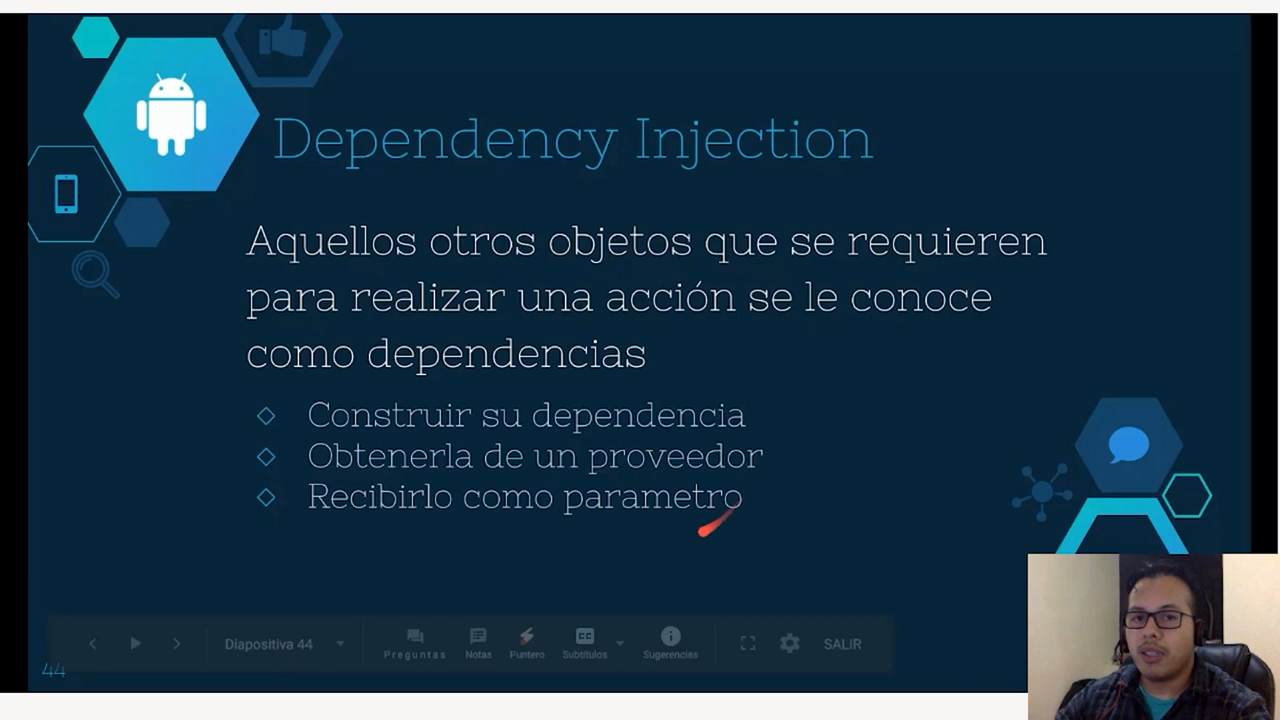 Dependency Injection
Aquellos otros objetos que se requieren
para realizar una acción se le conoce
como dependencias
Construir su dependencia
Obtenerla de un proveedor
Recibirlo como parametro
Diapositiva 44
Preguntas
Notas
Puntero
CC
Subtítulos
Sugerencias
SALIR
44